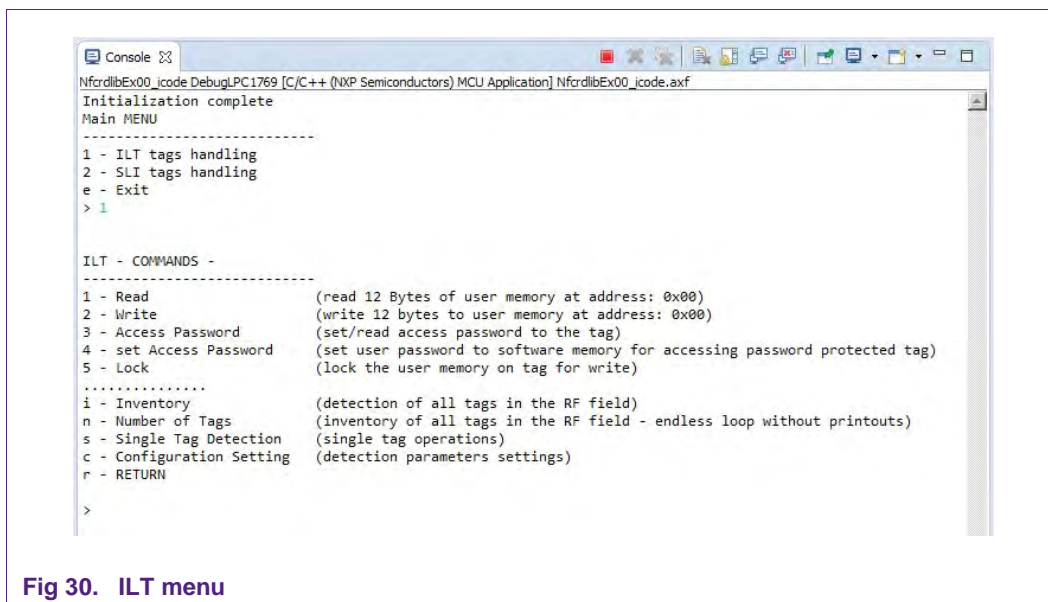 Console
NfcrdlibEx00_icode DebugLPC1769 [C/C++ (NXP Semiconductors) MCU Application] NfcrdlibEx00_icode.axf
Initialization complete
Main MENU
----------------------------
1 - ILT tags handling
2 - SLI tags handling
e - Exit
> 1
ILT - COMMANDS -
----------------------------
1 - Read (read 12 Bytes of user memory at address: 0x00)
2 - Write (write 12 bytes to user memory at address: 0x00)
3 - Access Password (set/read access password to the tag)
4 - set Access Password (set user password to software memory for accessing password protected tag)
5 - Lock (lock the user memory on tag for write)
...............
i - Inventory (detection of all tags in the RF field)
n - Number of Tags (inventory of all tags in the RF field - endless loop without printouts)
s - Single Tag Detection (single tag operations)
c - Configuration Setting (detection parameters settings)
r - RETURN
>
Fig 30. ILT menu